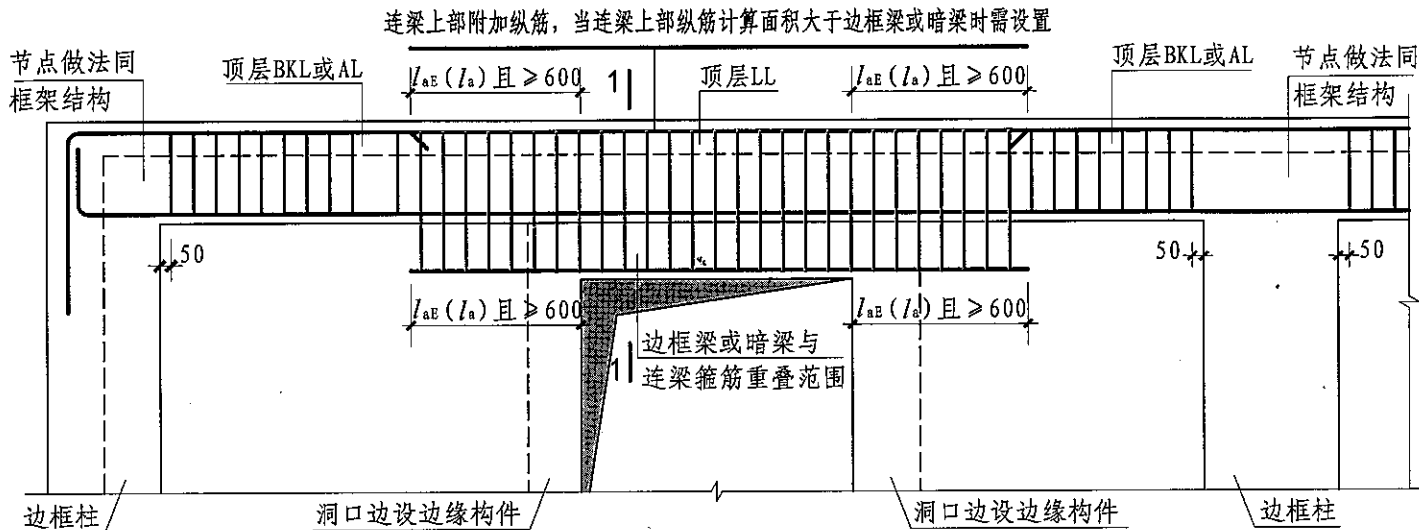 连梁上部附加纵筋，当连梁上部纵筋计算面积大于边框梁或暗梁时需设置
节点做法同
框架结构
顶层BKL或AL
laE(la)且≥600
1
顶层LL
laE(la)且≥600
顶层BKL或AL
节点做法同
框架结构
50
50
50
laE(la)且≥600
laE(la)且≥600
1
边框梁或暗梁与
连梁箍筋重叠范围
边框柱
洞口边设边缘构件
洞口边设边缘构件
边框柱